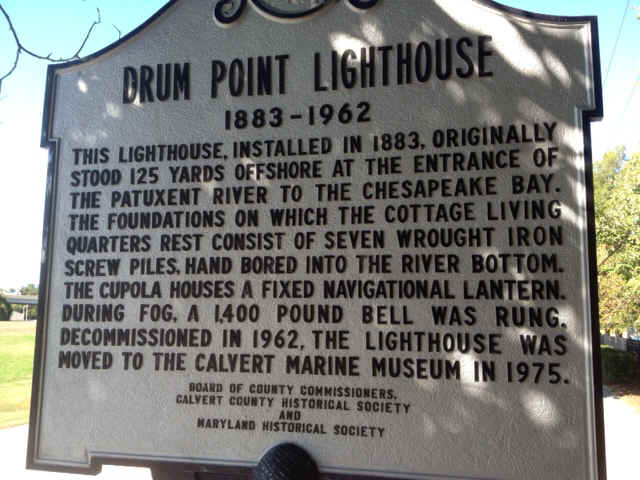 DRUM POINT LIGHTHOUSE
1883-1962
THIS LIGHTHOUSE, INSTALLED IN 1883, ORIGINALLY
STOOD 125 YARDS OFFSHORE AT THE ENTRANCE OF
THE PATUXENT RIVER TO THE CHESAPEAKE BAY.
THE FOUNDATIONS ON WHICH THE COTTAGE LIVING
QUARTERS REST CONSIST OF SEVEN WROUGHT IRON
SCREW PILES, HAND BORED INTO THE RIVER BOTTOM.
THE CUPOLA HOUSES A FIXED NAVIGATIONAL LANTERN.
DURING FOG, A 1,400 POUND BELL WAS RUNG.
DECOMMISSIONED IN 1962, THE LIGHTHOUSE WAS
MOVED TO THE CALVERT MARINE MUSEUM IN 1975.
BOARD OF COUNTY COMMISSIONERS,
CALVERT COUNTY HISTORICAL SOCIETY
AND
MARYLAND HISTORICAL SOCIETY